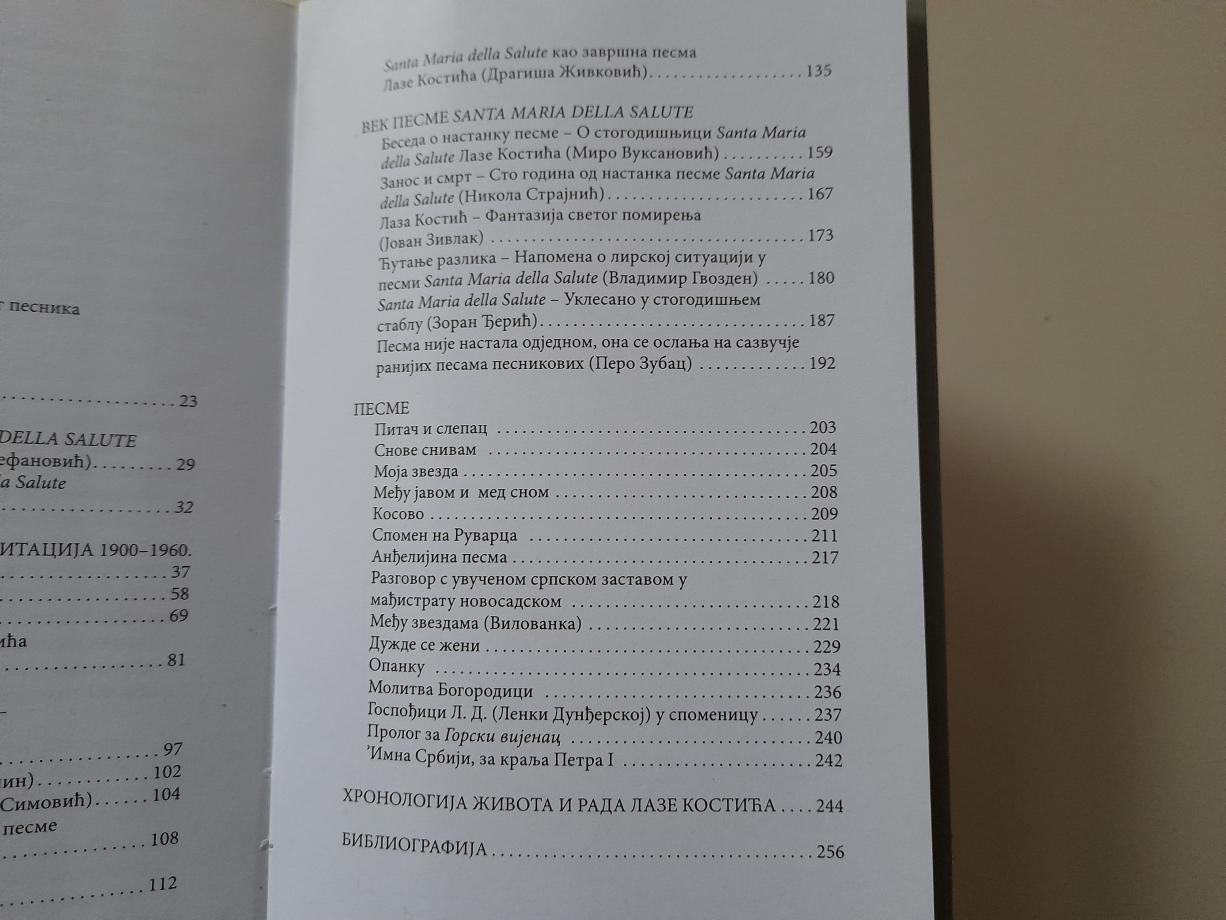 г песника
. . . . . . . . . . . . . . . . . . . 23
DELLA SALUTE
ефановић) . . . . . . . . . 29
la Salute
. . . . . . . . . . . . . . . . . . . 32
ИТАЦИЈА 1900–1960.
. . . . . . . . . . . . . . . . . . . 37
. . . . . . . . . . . . . . . . . . . 58
. . . . . . . . . . . . . . . . . . . 69
ића
. . . . . . . . . . . . . . . . . . . 81
–
. . . . . . . . . . . . . . . . . . . 97
ин) . . . . . . . . . . . . . . 102
Симовић) . . . . . . 104
песме
. . . . . . . . . . . . . . . . . . 108
. . . . . . . . . . . . . . . . . . 112
Santa Maria della Salute као завршна песма
Лазе Костића (Драгиша Живковић) . . . . . . . . . . . . . . . . . . . 135
ВЕК ПЕСМЕ SANTA MARIA DELLA SALUTE
Беседа о настанку песме – О стогодишњици Santa Maria
della Salute Лазе Костића (Миро Вуксановић) . . . . . . . . . . 159
Занос и смрт – Сто година од настанка песме Santa Maria
della Salute (Никола Страјнић) . . . . . . . . . . . . . . . . . . . . . . . . 167
Лаза Костић – Фантазија светог помирења
(Јован Зивлак) . . . . . . . . . . . . . . . . . . . . . . . . . . . . . . . . . . . . . 173
Ћутање разлика – Напомена о лирској ситуацији у
песми Santa Maria della Salute (Владимир Гвозден) . . . . . 180
Santa Maria della Salute – Уклесано у стогодишњем
стаблу (Зоран Ђерић) . . . . . . . . . . . . . . . . . . . . . . . . . . . . . . . 187
Песма није настала одједном, она се ослања на сазвучје
ранијих песама песникових (Перо Зубац) . . . . . . . . . . . . . 192
ПЕСМЕ
Питач и слепац . . . . . . . . . . . . . . . . . . . . . . . . . . . . . . . . . . . . 203
Снове снивам . . . . . . . . . . . . . . . . . . . . . . . . . . . . . . . . . . . . . 204
Моја звезда . . . . . . . . . . . . . . . . . . . . . . . . . . . . . . . . . . . . . . . . 205
Међу јавом и мед сном . . . . . . . . . . . . . . . . . . . . . . . . . . . . . 208
Косово . . . . . . . . . . . . . . . . . . . . . . . . . . . . . . . . . . . . . . . . . . . . 209
Спомен на Руварца . . . . . . . . . . . . . . . . . . . . . . . . . . . . . . . . 211
Анђелијина песма . . . . . . . . . . . . . . . . . . . . . . . . . . . . . . . . . . 217
Разговор с увученом српском заставом у
мађистрату новосадском . . . . . . . . . . . . . . . . . . . . . . . . . . . 218
Међу звездама (Вилованка) . . . . . . . . . . . . . . . . . . . . . . . . . 221
Дужде се жени . . . . . . . . . . . . . . . . . . . . . . . . . . . . . . . . . . . . . 229
Опанку . . . . . . . . . . . . . . . . . . . . . . . . . . . . . . . . . . . . . . . . . . . 234
Молитва Богородици . . . . . . . . . . . . . . . . . . . . . . . . . . . . . . 236
Госпођици Л. Д. (Ленки Дунђерској) у споменицу . . . . . . 237
Пролог за Горски вијенац . . . . . . . . . . . . . . . . . . . . . . . . . . . 240
’Имна Србији, за краља Петра I . . . . . . . . . . . . . . . . . . . . . 242
ХРОНОЛОГИЈА ЖИВОТА И РАДА ЛАЗЕ КОСТИЋА . . . . 244
БИБЛИОГРАФИЈА . . . . . . . . . . . . . . . . . . . . . . . . . . . . . . . . . . . . 256